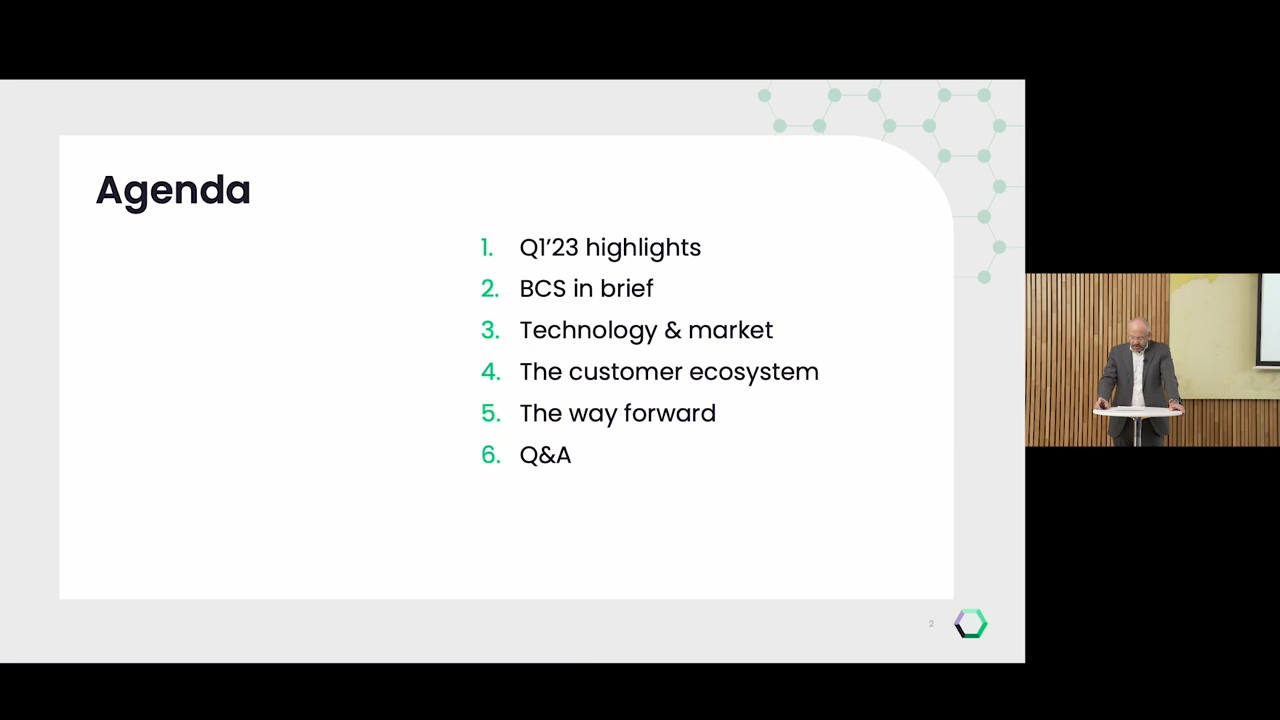 Agenda
1. Q1’23 highlights
2. BCS in brief
3. Technology & market
4. The customer ecosystem
5. The way forward
6. Q&A
2